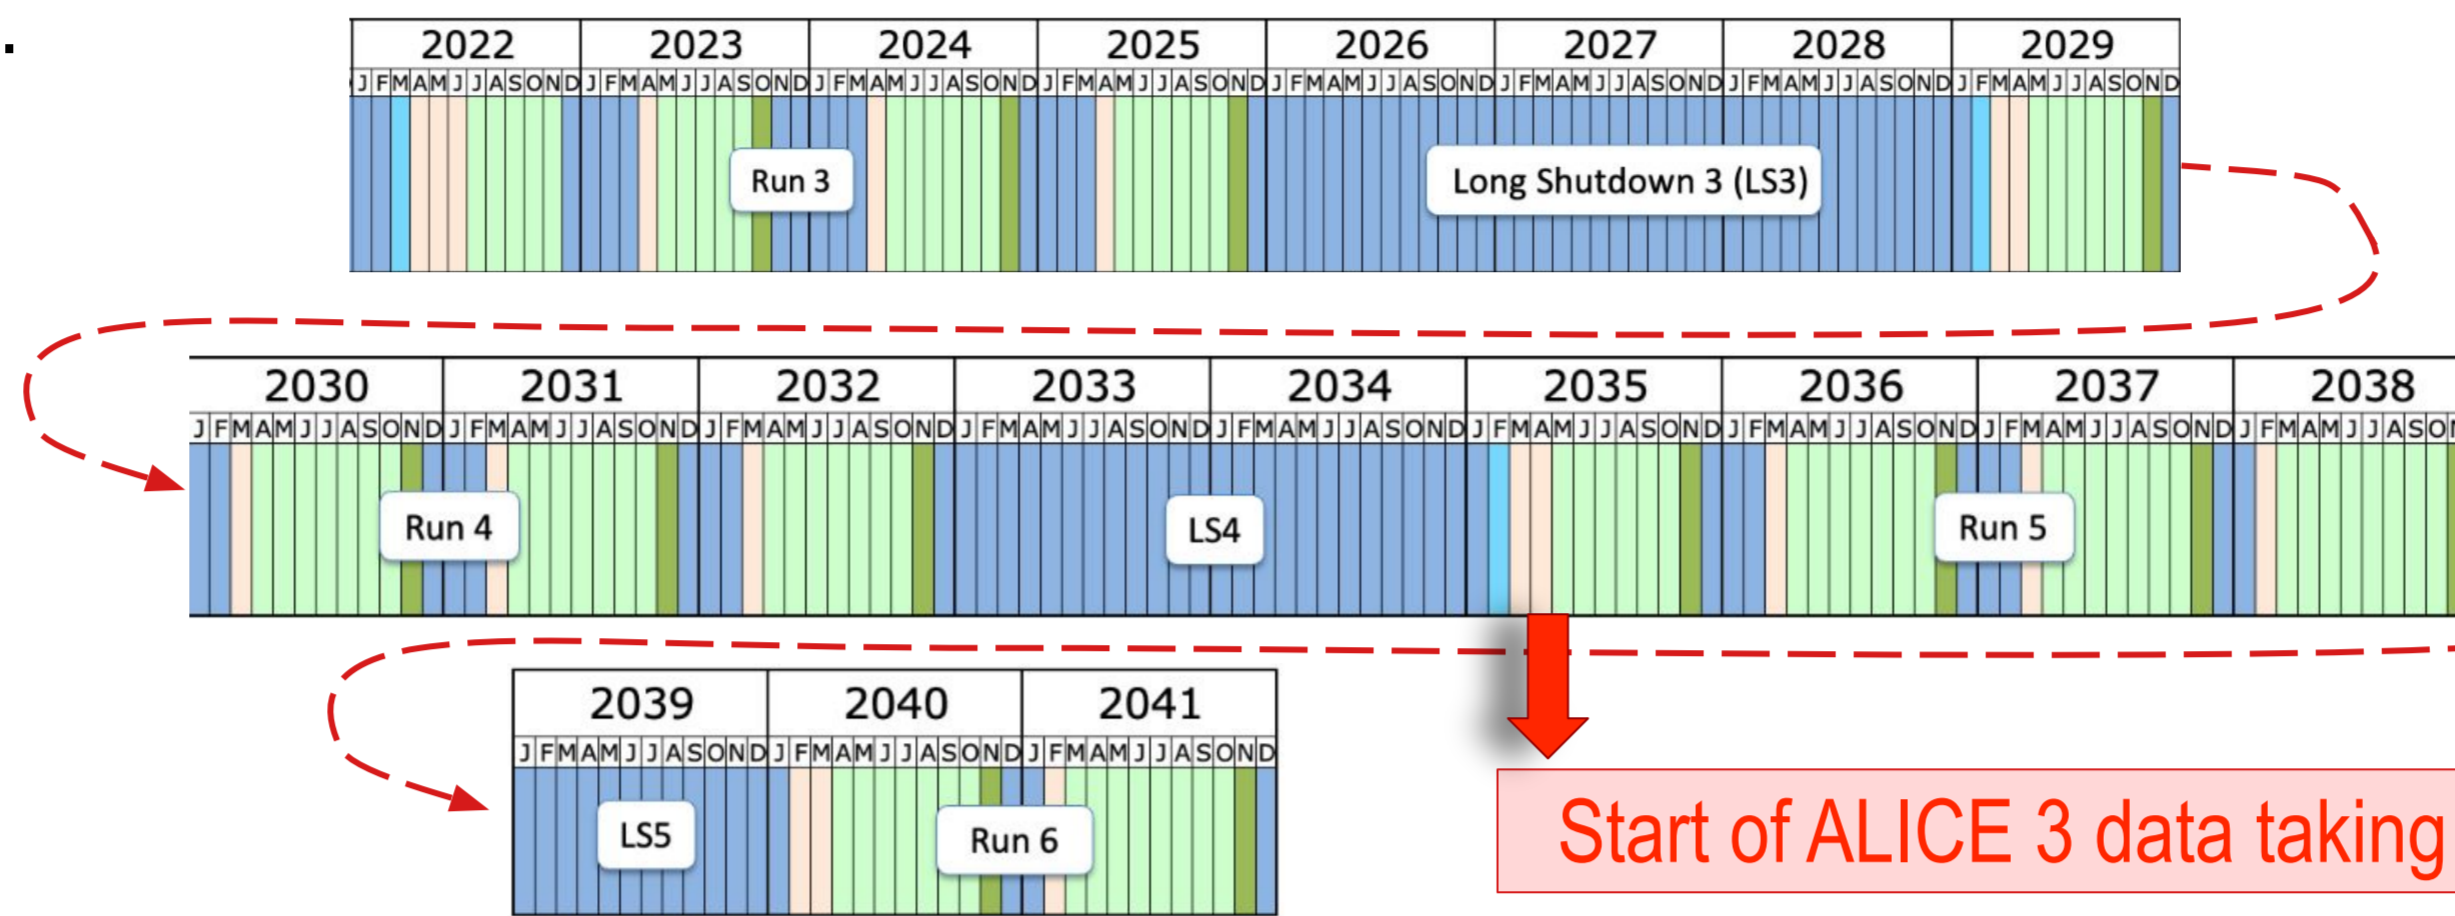 .
2022 2023 2024 2025 2026 2027 2028 2029
J F M A M J J A S O N D J F M A M J J A S O N D J F M A M J J A S O N D J F M A M J J A S O N D J F M A M J J A S O N D J F M A M J J A S O N D J F M A M J J A S O N D J F M A M J J A S O N D
Run 3 Long Shutdown 3 (LS3)
2030 2031 2032 2033 2034 2035 2036 2037 2038
J F M A M J J A S O N D J F M A M J J A S O N D J F M A M J J A S O N D J F M A M J J A S O N D J F M A M J J A S O N D J F M A M J J A S O N D J F M A M J J A S O N D J F M A M J J A S O N D J F M A M J J A S O
Run 4 LS4 Run 5
2039 2040 2041
J F M A M J J A S O N D J F M A M J J A S O N D J F M A M J J A S O N D
LS5 Run 6
Start of ALICE 3 data taking